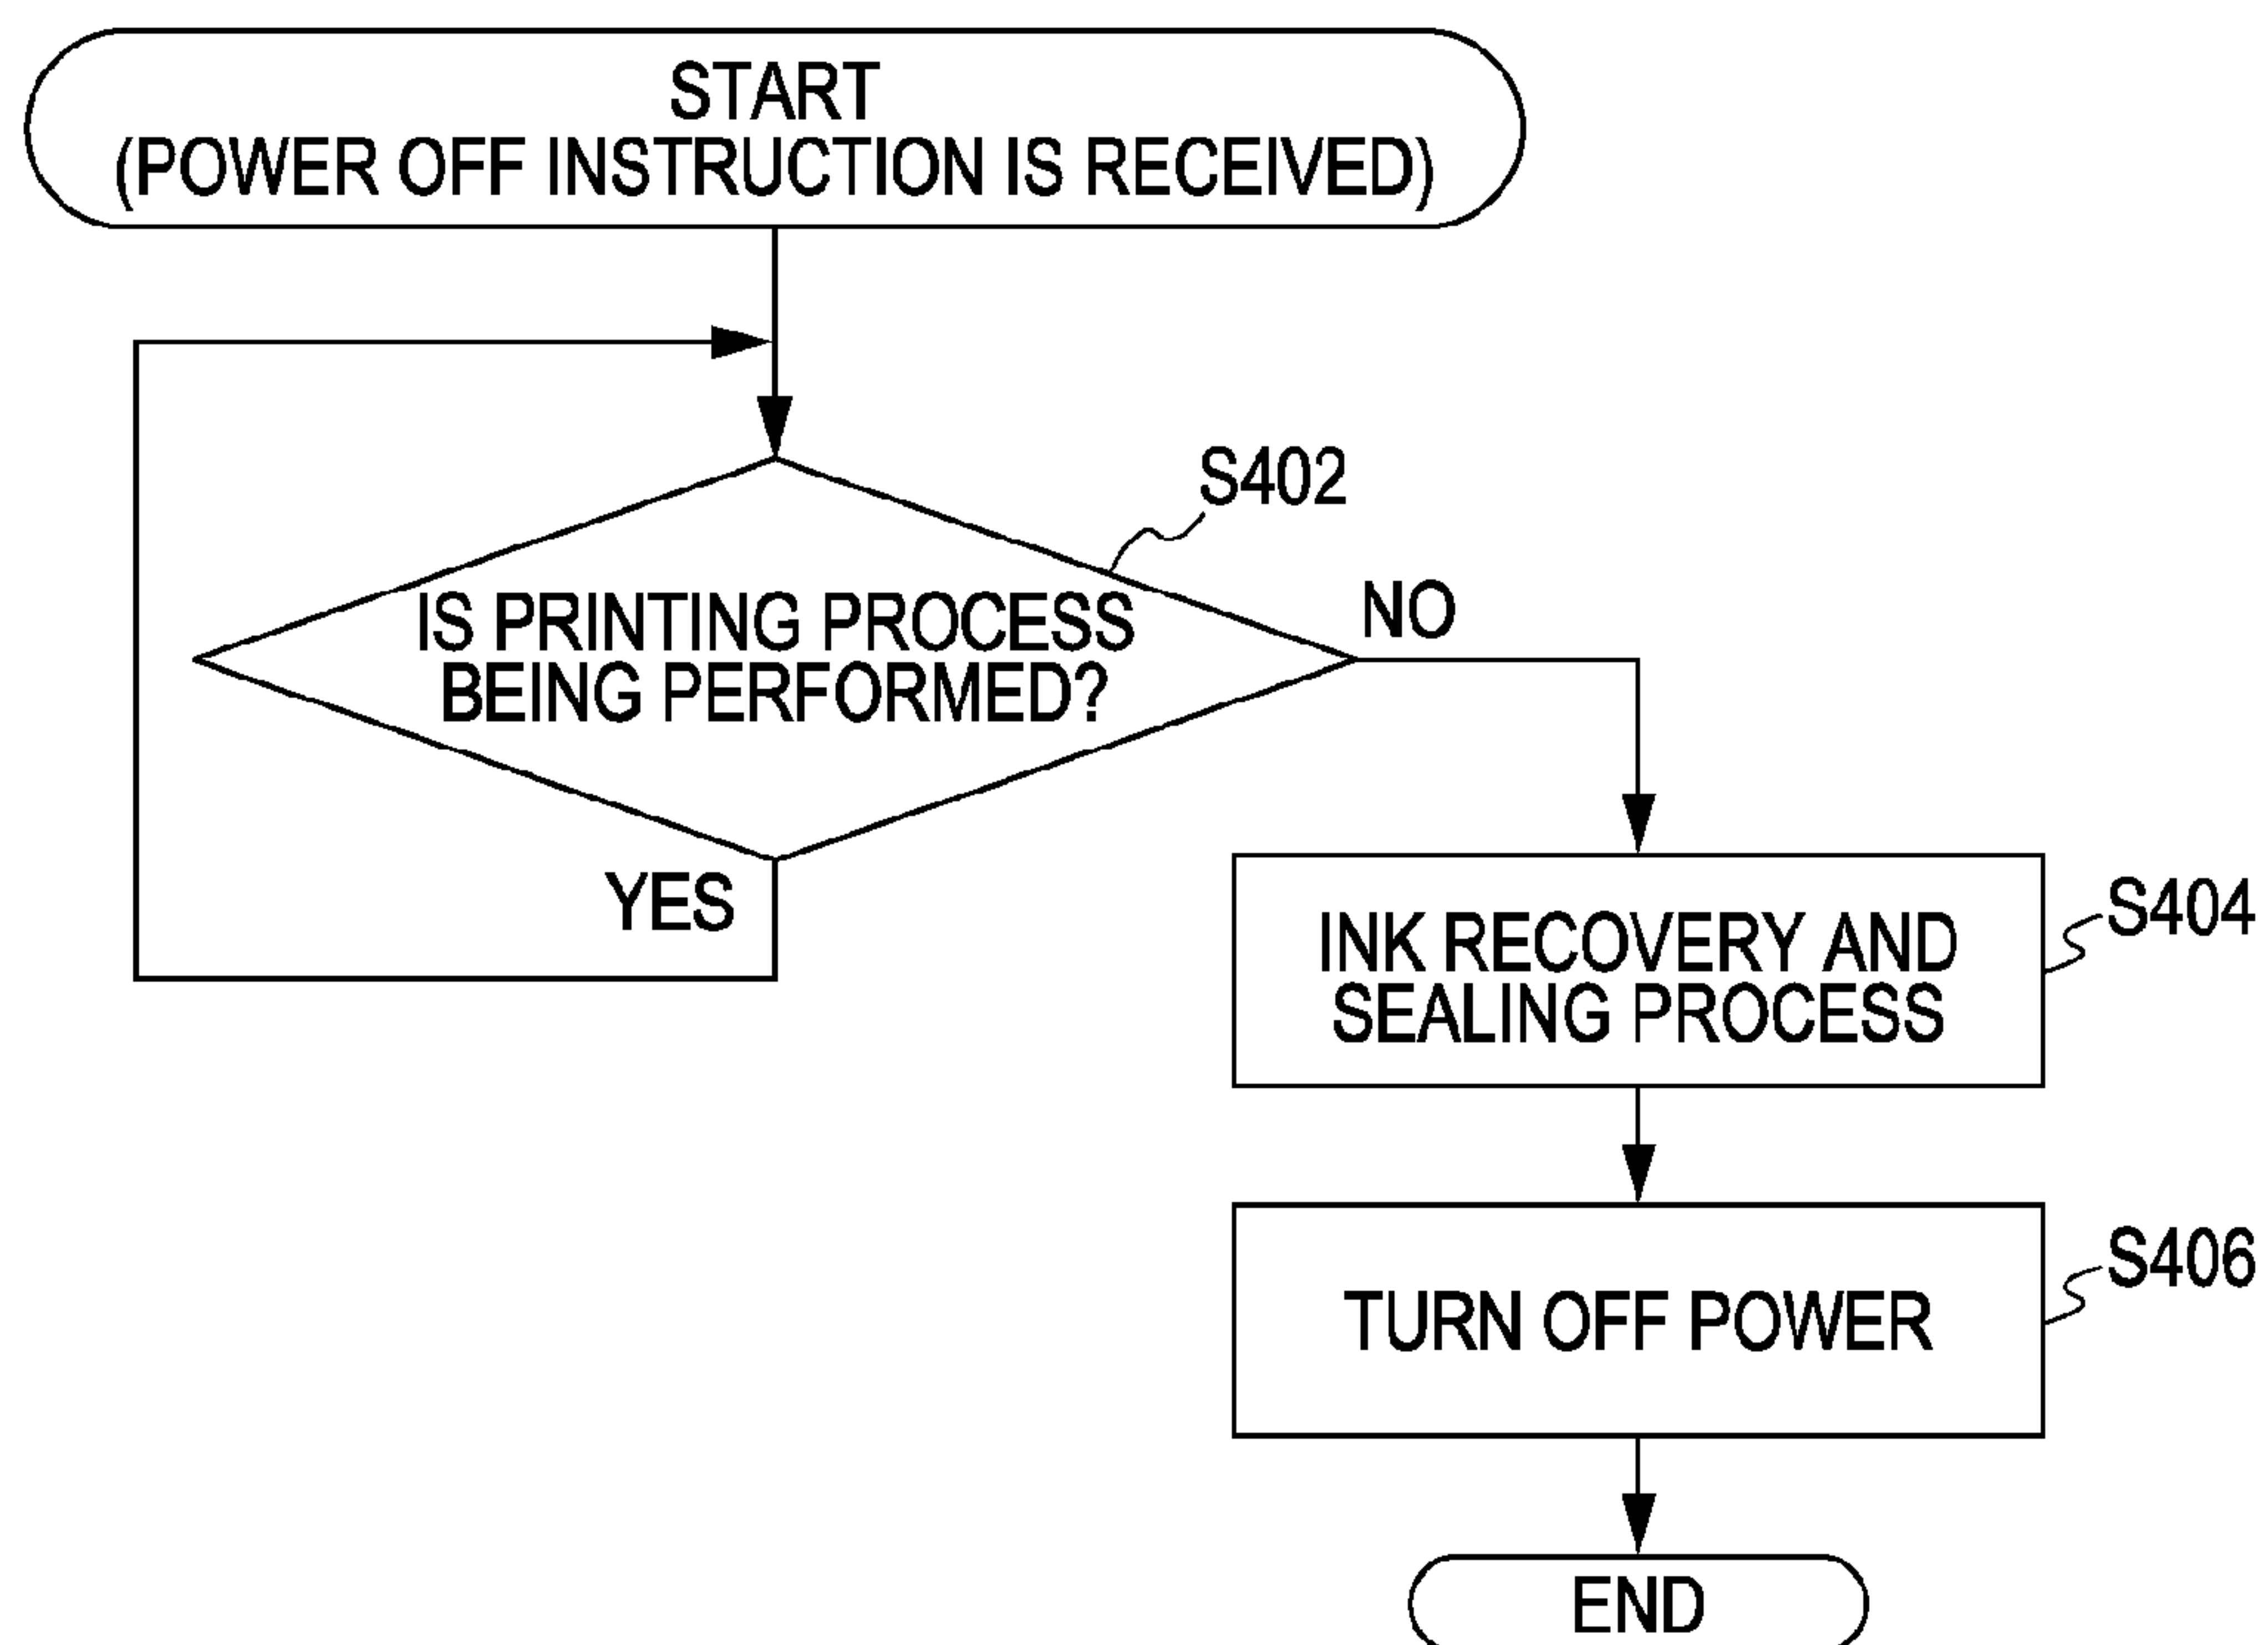 START
(POWER OFF INSTRUCTION IS RECEIVED)
S402
IS PRINTING PROCESS
BEING PERFORMED?
NO
YES
S404
INK RECOVERY AND
SEALING PROCESS
S406
TURN OFF POWER
END